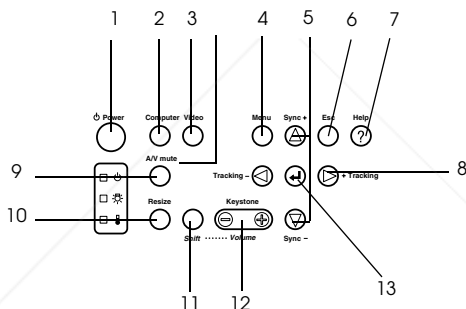 1 2 3 4 5 6 7
⏻ Power Computer Video Menu Sync + Esc Help
?
A/V mute
9 Tracking – + Tracking 8
10 Resize Keystone
Shift ........ Volume Sync –
11 12 13